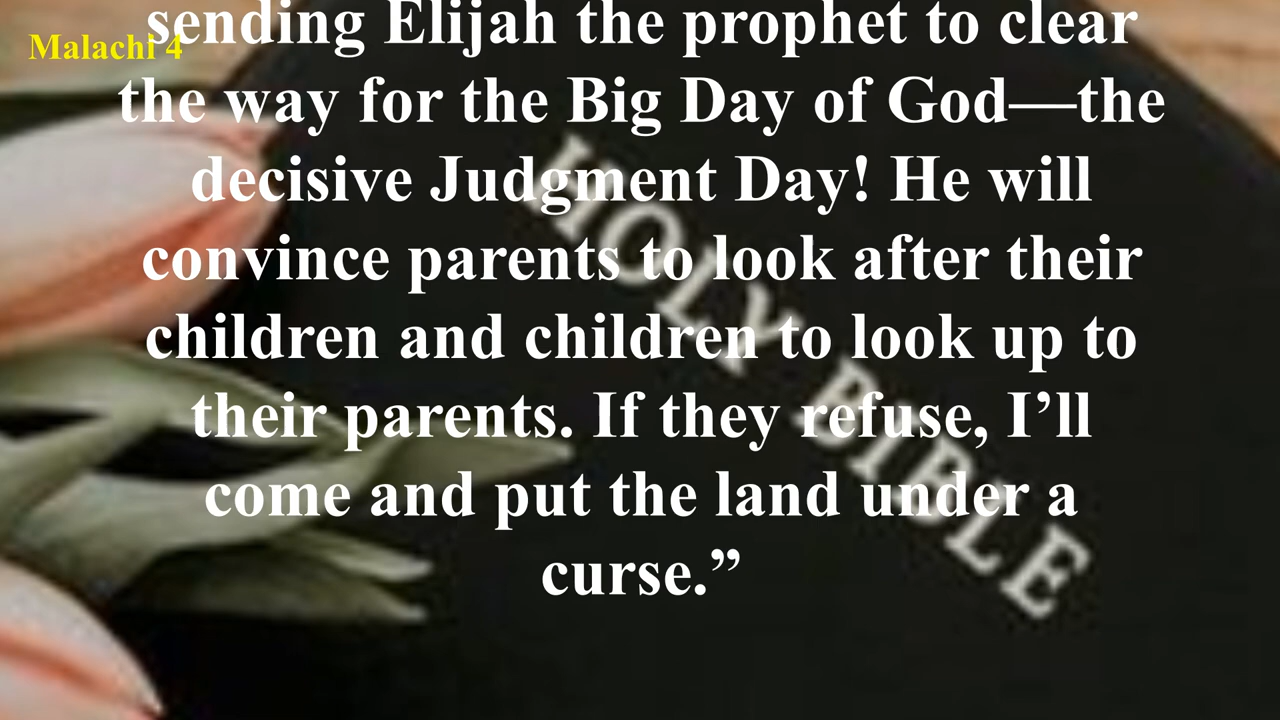 Malachi 4
sending Elijah the prophet to clear
the way for the Big Day of God—the
decisive Judgment Day! He will
convince parents to look after their
children and children to look up to
their parents. If they refuse, I’ll
come and put the land under a
curse.”
HOLY BIBLE